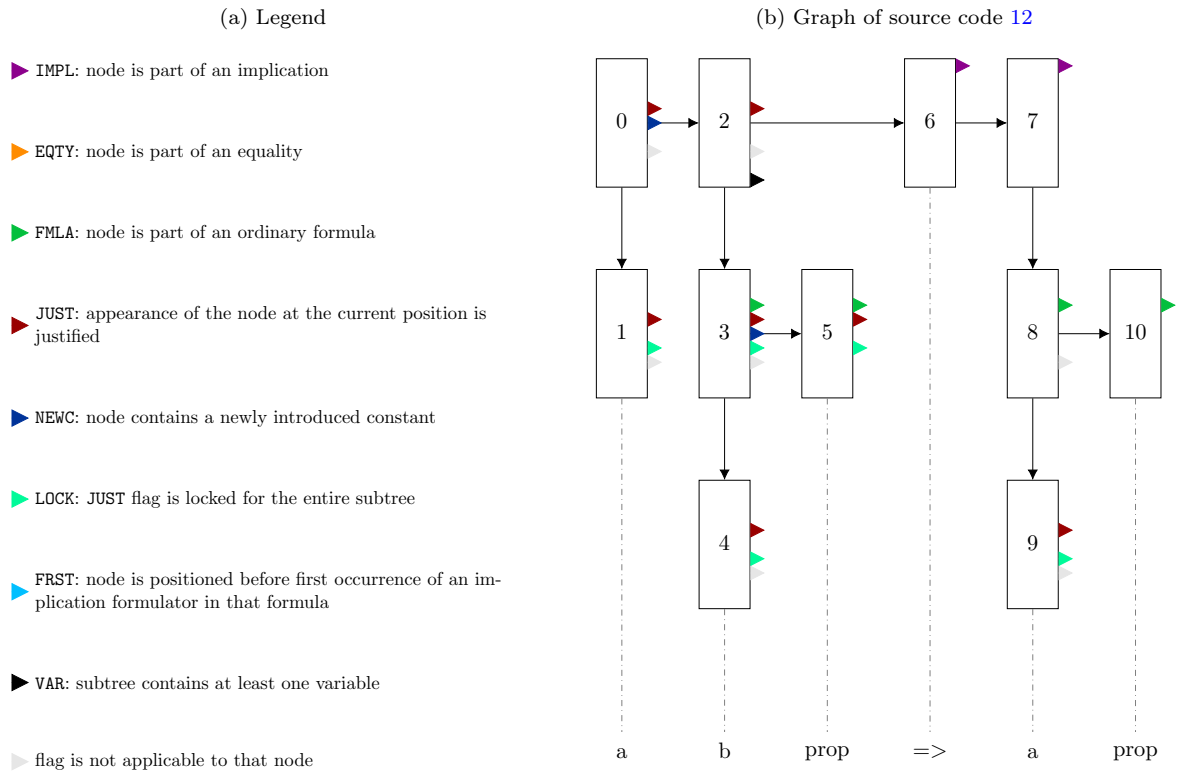 (a) Legend
IMPL: node is part of an implication
EQTY: node is part of an equality
FMLA: node is part of an ordinary formula
JUST: appearance of the node at the current position is
justified
NEWC: node contains a newly introduced constant
LOCK: JUST flag is locked for the entire subtree
FRST: node is positioned before first occurrence of an im-
plication formulator in that formula
VAR: subtree contains at least one variable
flag is not applicable to that node
(b) Graph of source code 12
0 2 6 7
1 3 5 8 10
4 9
a b prop => a prop